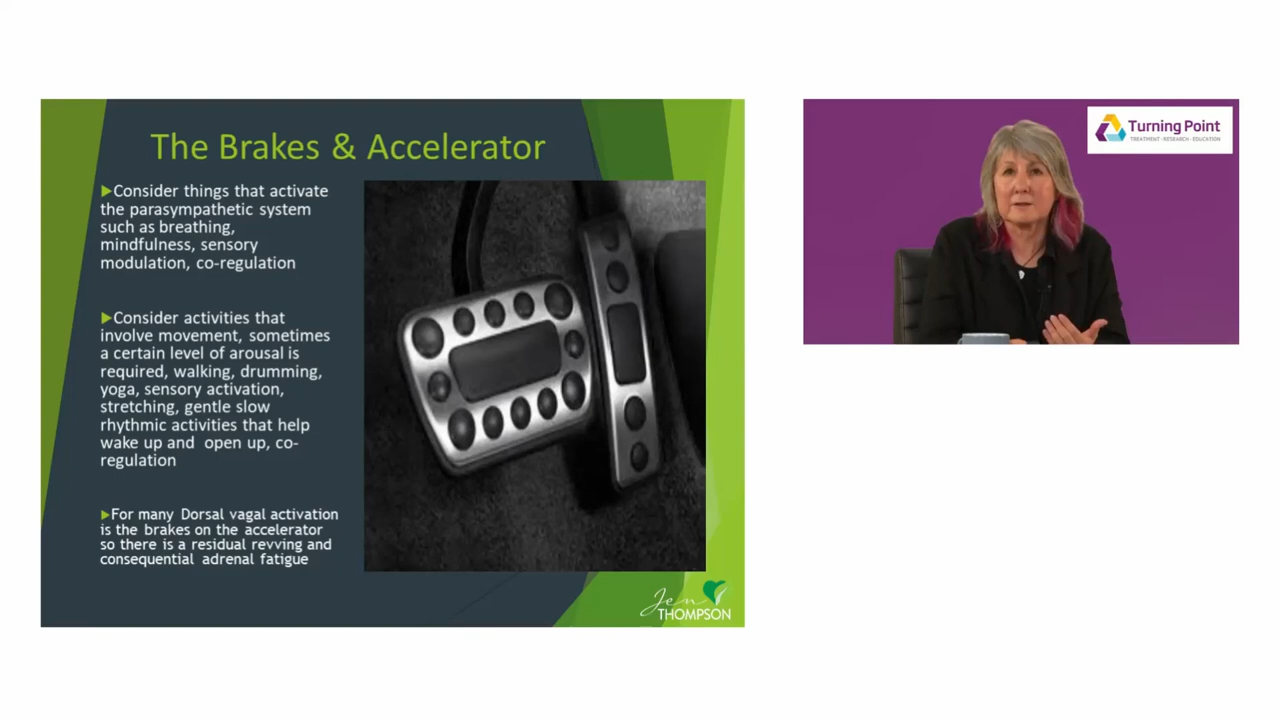 The Brakes & Accelerator
▶Consider things that activate
the parasympathetic system
such as breathing,
mindfulness, sensory
modulation, co-regulation
▶Consider activities that
involve movement, sometimes
a certain level of arousal is
required, walking, drumming,
yoga, sensory activation,
stretching, gentle slow
rhythmic activities that help
wake up and open up, co-
regulation
▶For many Dorsal vagal activation
is the brakes on the accelerator
so there is a residual revving and
consequential adrenal fatigue
Jen
THOMPSON
Turning Point
TREATMENT · RESEARCH · EDUCATION